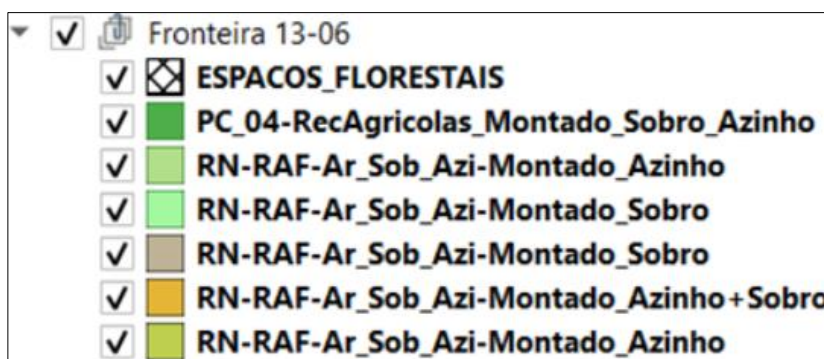 Fronteira 13-06
ESPACOS_FLORESTAIS
PC_04-RecAgricolas_Montado_Sobro_Azinho
RN-RAF-Ar_Sob_Azi-Montado_Azinho
RN-RAF-Ar_Sob_Azi-Montado_Sobro
RN-RAF-Ar_Sob_Azi-Montado_Sobro
RN-RAF-Ar_Sob_Azi-Montado_Azinho+Sobro
RN-RAF-Ar_Sob_Azi-Montado_Azinho